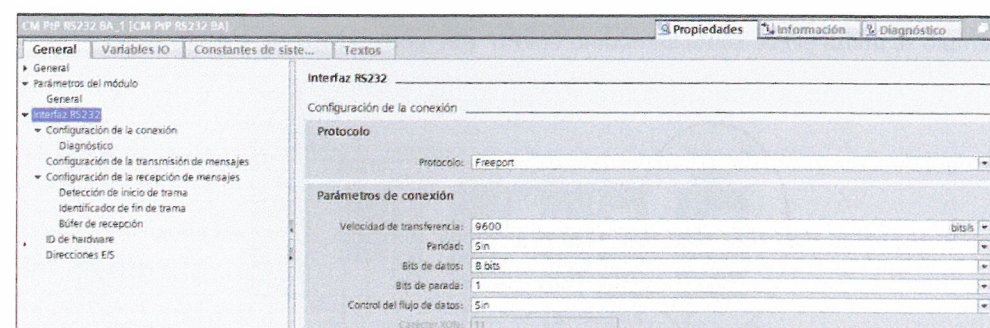 CM PtP RS232 BA_1 [CM PtP RS232 BA]
Propiedades
Información
Diagnóstico
General
Variables IO
Constantes de siste...
Textos
General
Parámetros del módulo
General
Interfaz RS232
Configuración de la conexión
Diagnóstico
Configuración de la transmisión de mensajes
Configuración de la recepción de mensajes
Detección de inicio de trama
Identificador de fin de trama
Búfer de recepción
ID de hardware
Direcciones E/S
Interfaz RS232
Configuración de la conexión
Protocolo
Protocolo: Freeport
Parámetros de conexión
Velocidad de transferencia: 9600 bits/s
Paridad: Sin
Bits de datos: 8 bits
Bits de parada: 1
Control del flujo de datos: Sin
Carácter XON: 11